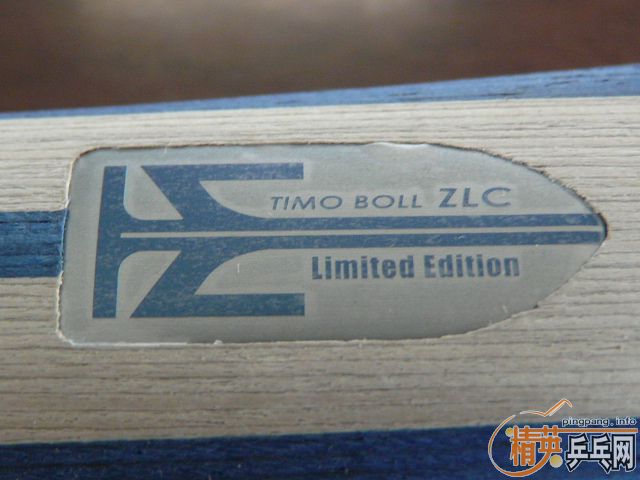 TIMO BOLL ZLC
Limited Edition
pingpang.info
精英乒乓网